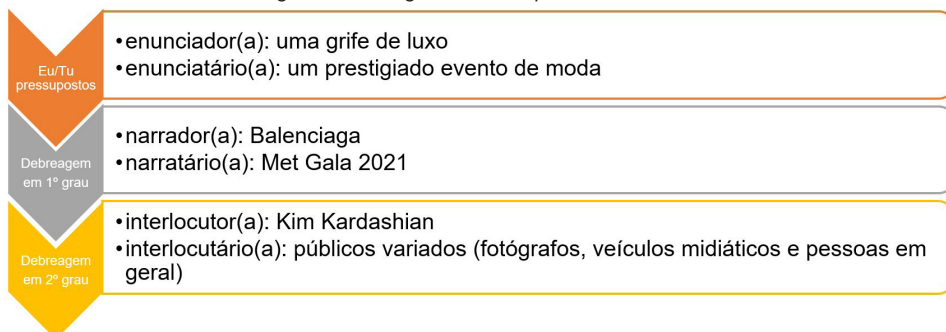 Eu/Tu
pressupostos
•enunciador(a): uma grife de luxo
•enunciatário(a): um prestigiado evento de moda
Debreagem
em 1º grau
•narrador(a): Balenciaga
•narratário(a): Met Gala 2021
Debreagem
em 2º grau
•interlocutor(a): Kim Kardashian
•interlocutário(a): públicos variados (fotógrafos, veículos midiáticos e pessoas em
geral)